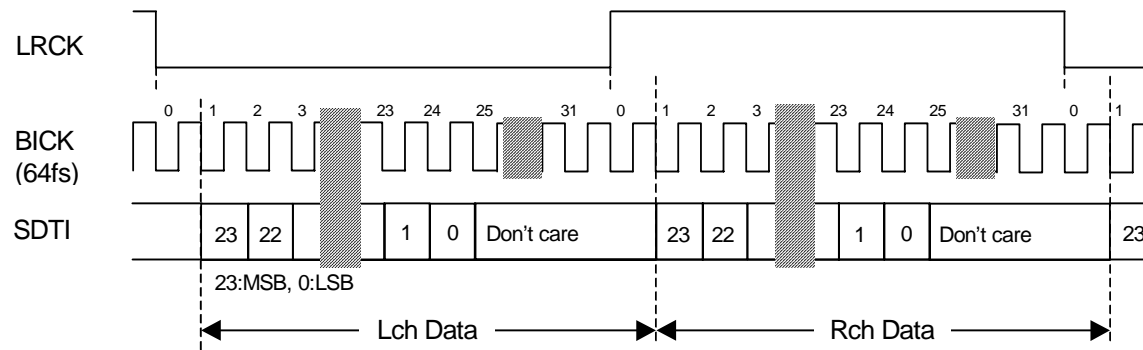 LRCK
0 1 2 3 23 24 25 31 0 1 2 3 23 24 25 31 0 1
BICK
(64fs)
SDTI
23 22 1 0 Don't care 23 22 1 0 Don't care 23
23:MSB, 0:LSB
Lch Data Rch Data